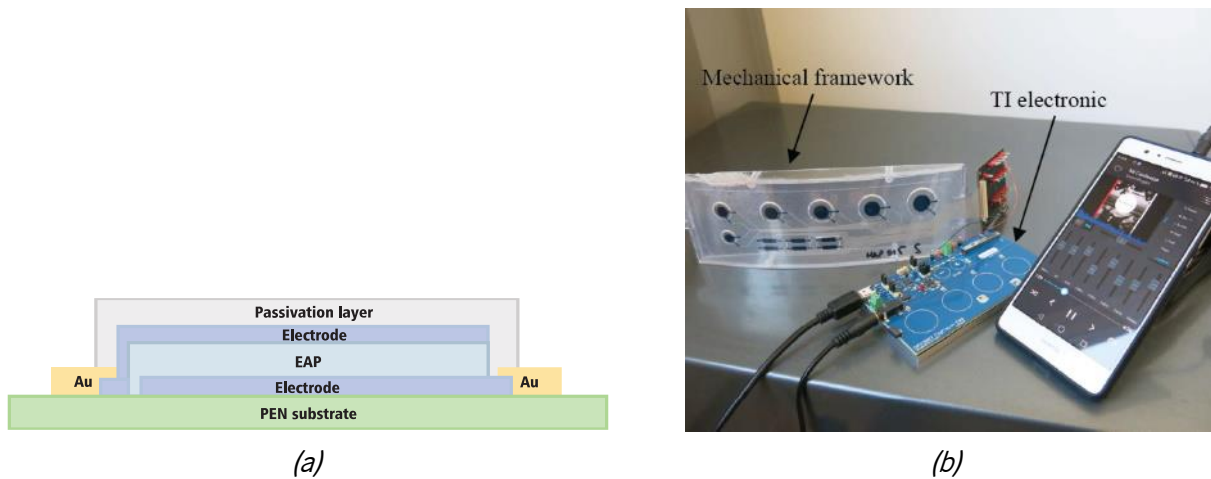 Passivation layer
Electrode
EAP
Au
Electrode
Au
PEN substrate
(a)
Mechanical framework
TI electronic
(b)